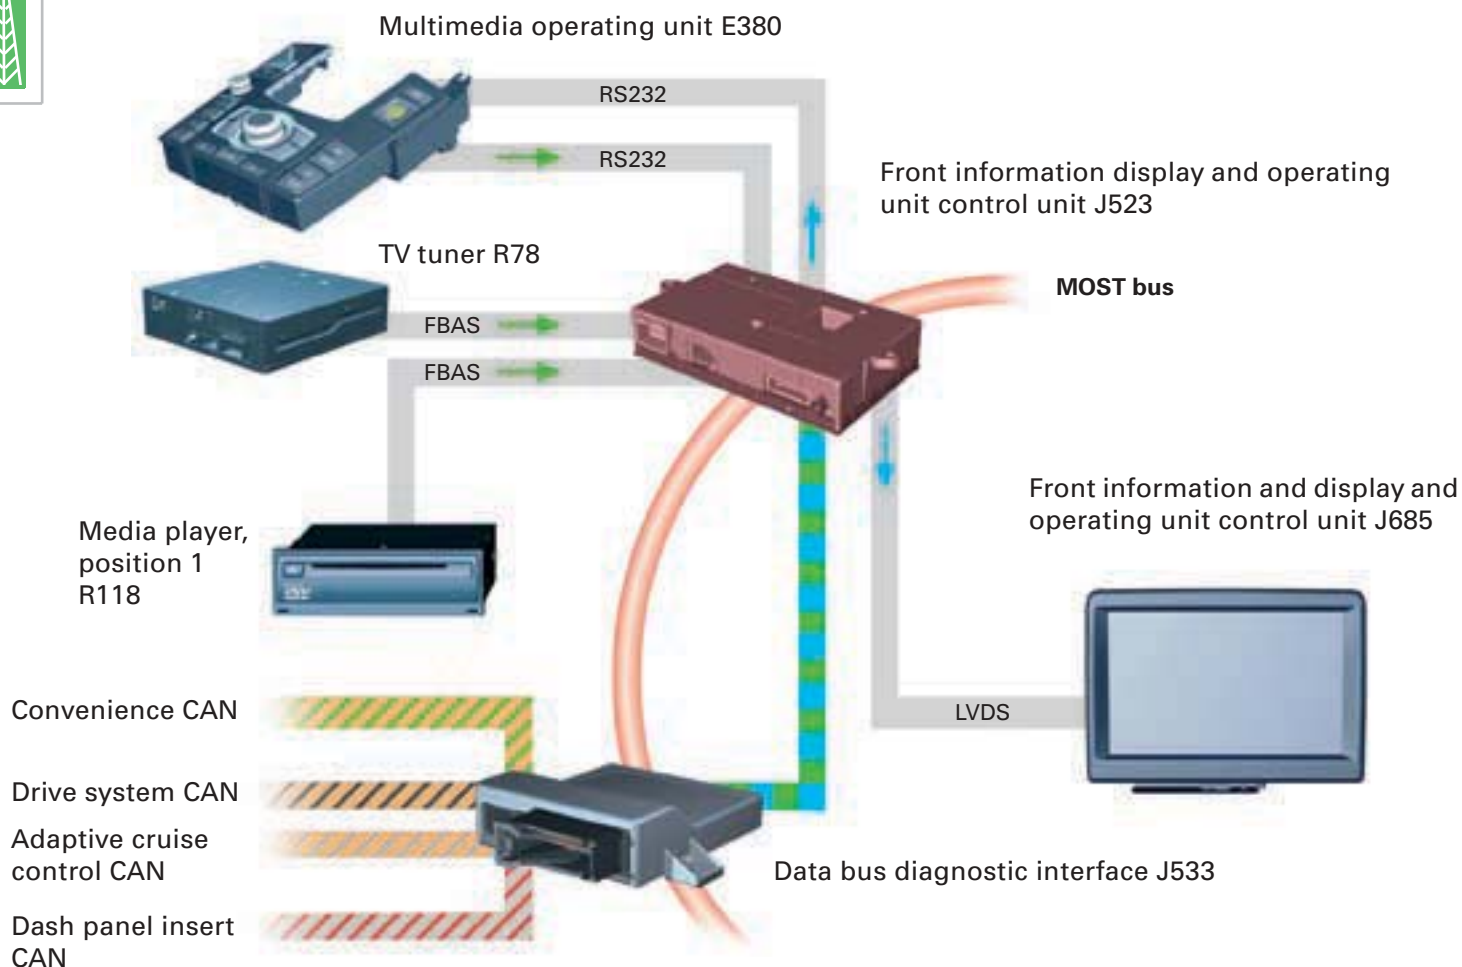 Multimedia operating unit E380
RS232
RS232
Front information display and operating
unit control unit J523
TV tuner R78
MOST bus
FBAS
FBAS
Front information and display and
operating unit control unit J685
Media player,
position 1
R118
Convenience CAN
LVDS
Drive system CAN
Adaptive cruise
control CAN
Data bus diagnostic interface J533
Dash panel insert
CAN